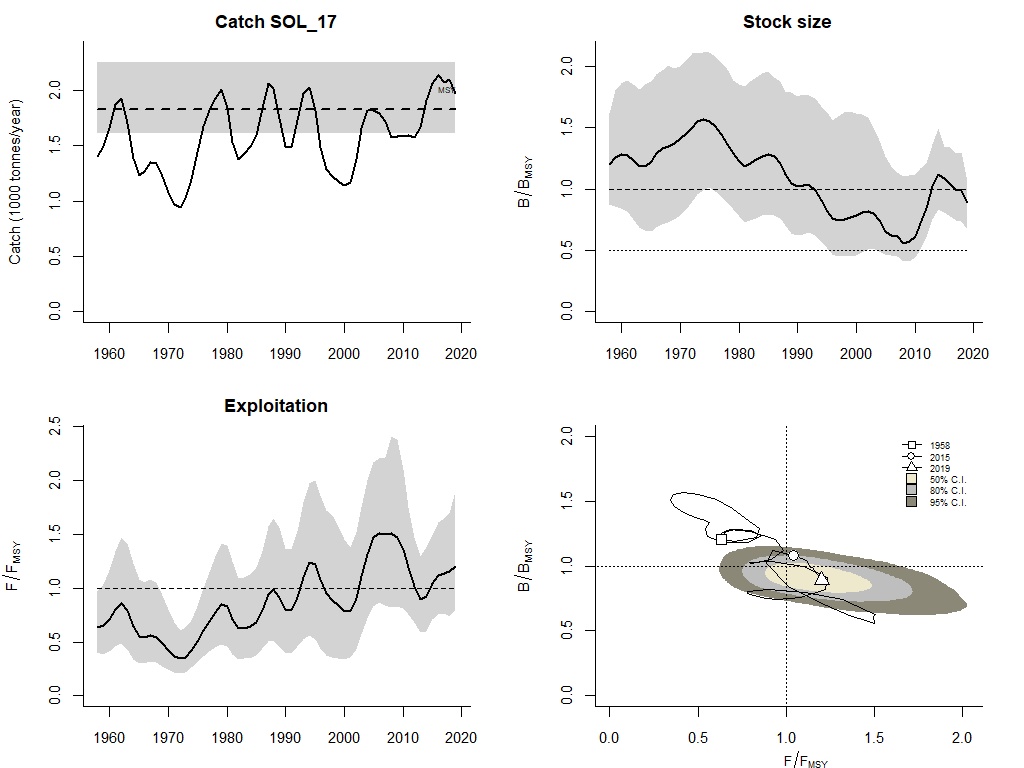 Catch SOL_17
Catch (1000 tonnes/year)
0.0 0.5 1.0 1.5 2.0
MSY
1960 1970 1980 1990 2000 2010 2020
Stock size
B/BMSY
0.0 0.5 1.0 1.5 2.0
1960 1970 1980 1990 2000 2010 2020
Exploitation
F/FMSY
0.0 0.5 1.0 1.5 2.0 2.5
1960 1970 1980 1990 2000 2010 2020
B/BMSY
0.0 0.5 1.0 1.5 2.0
1958
2015
2019
50% C.I.
80% C.I.
95% C.I.
0.0 0.5 1.0 1.5 2.0
F/FMSY